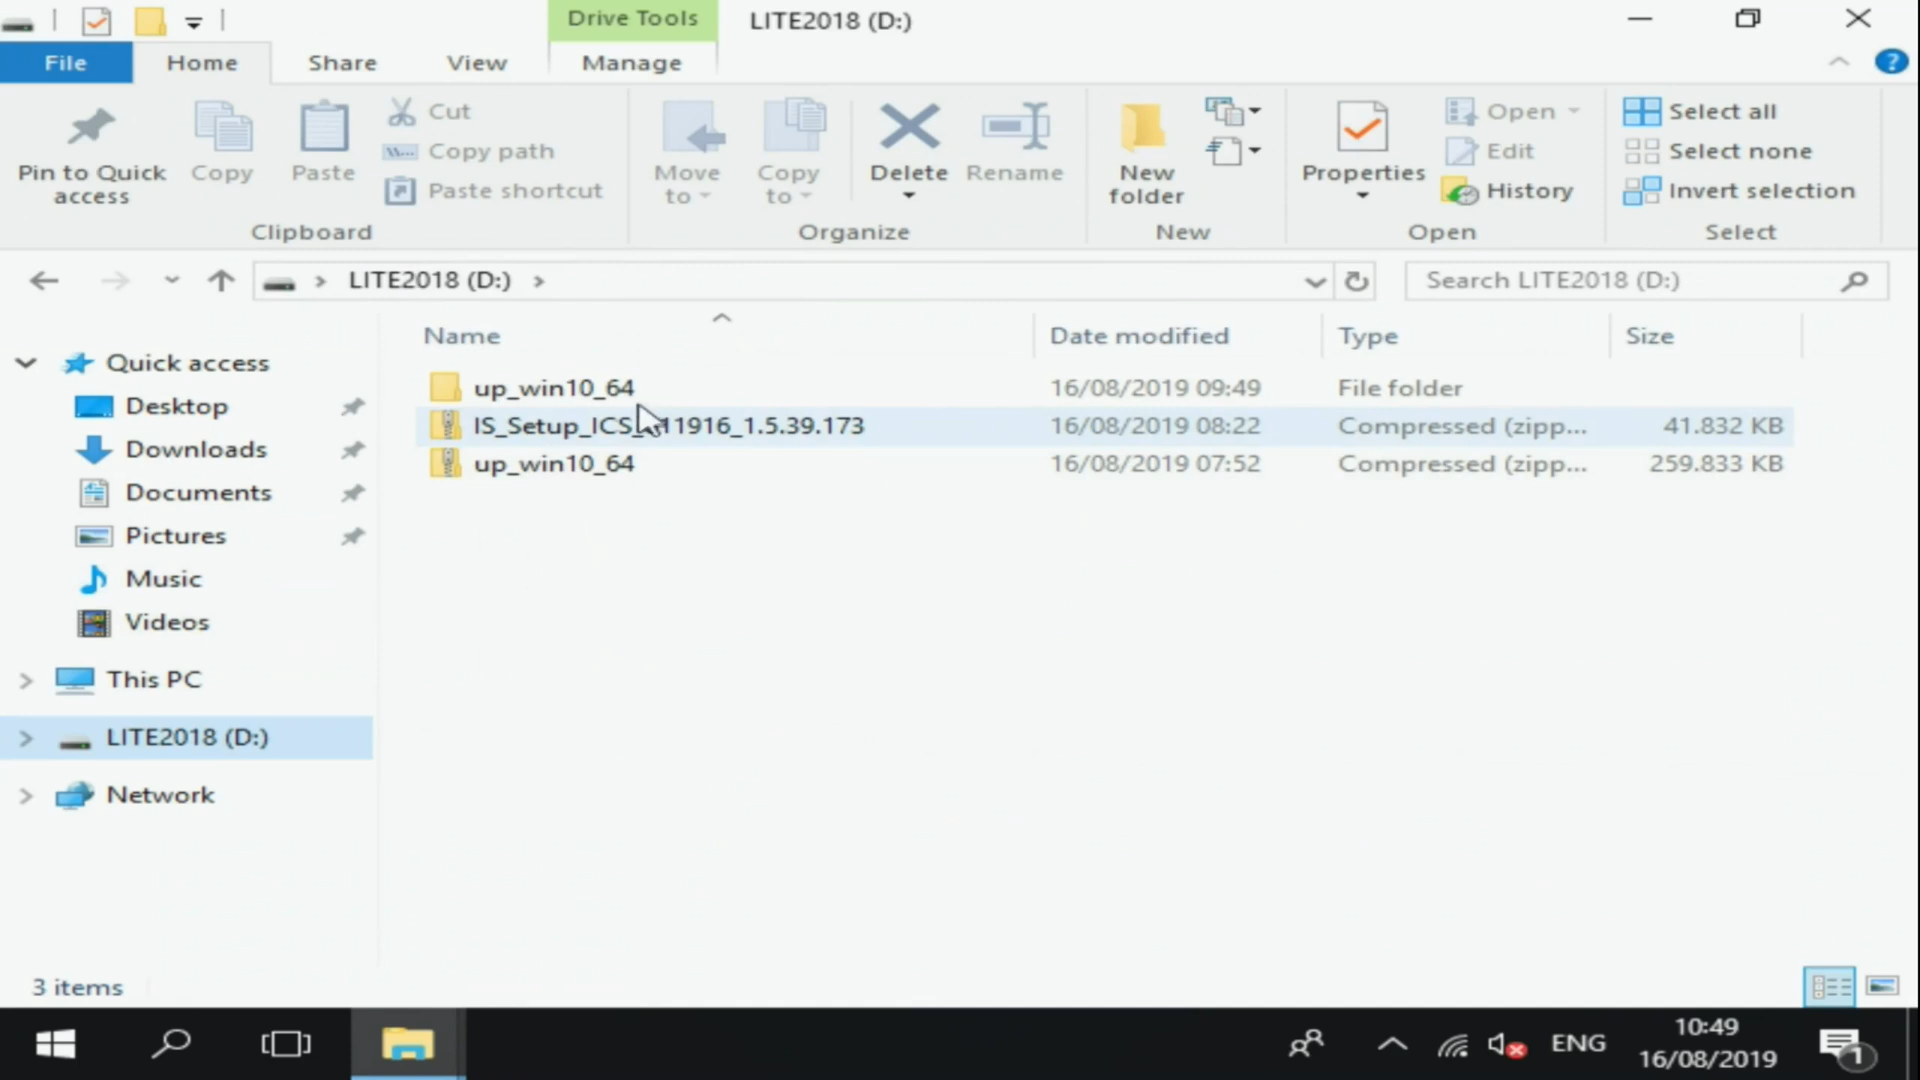 Drive Tools
LITE2018 (D:)
File
Home
Share
View
Manage
?
Pin to Quick access
Copy
Paste
Cut
Copy path
Paste shortcut
Clipboard
Move to
Copy to
Delete
Rename
Organize
New folder
New
Properties
Open
Edit
History
Open
Select all
Select none
Invert selection
Select
LITE2018 (D:)
Search LITE2018 (D:)
Name
Date modified
Type
Size
Quick access
Desktop
Downloads
Documents
Pictures
Music
Videos
This PC
LITE2018 (D:)
Network
up_win10_64 16/08/2019 09:49 File folder
16/08/2019 08:22 Compressed (zipp... 41.832 KB
up_win10_64 16/08/2019 07:52 Compressed (zipp... 259.833 KB
3 items
ENG
10:49
16/08/2019
1